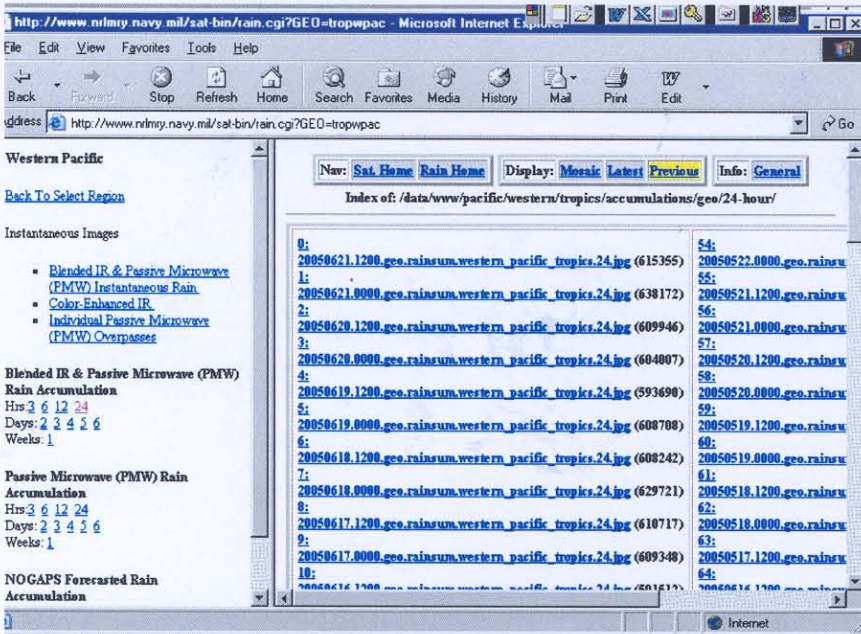 http://www.nrlmry.navy.mil/sat-bin/rain.cgi?GEO=tropwpac - Microsoft Internet
File Edit View Favorites Tools Help
Back Forward Stop Refresh Home Search Favorites Media History Mail Print Edit
Address http://www.nrlmry.navy.mil/sat-bin/rain.cgi?GEO=tropwpac Go
Western Pacific
Back To Select Region
Instantaneous Images
Blended IR & Passive Microwave
(PMW) Instantaneous Rain
Color-Enhanced IR
Individual Passive Microwave
(PMW) Overpasses
Blended IR & Passive Microwave (PMW)
Rain Accumulation
Hrs:3 6 12 24
Days: 2 3 4 5 6
Weeks: 1
Passive Microwave (PMW) Rain
Accumulation
Hrs:3 6 12 24
Days: 2 3 4 5 6
Weeks: 1
NOGAPS Forecasted Rain
Accumulation
Nav: Sat. Home Rain Home Display: Mosaic Latest Previous Info: General
Index of: /data/www/pacific/western/tropics/accumulations/geo/24-hour/
0:
20050621.1200.geo.rainsum.western_pacific_tropics.24.jpg (615355)
1:
20050621.0000.geo.rainsum.western_pacific_tropics.24.jpg (638172)
2:
20050620.1200.geo.rainsum.western_pacific_tropics.24.jpg (609946)
3:
20050620.0000.geo.rainsum.western_pacific_tropics.24.jpg (604007)
4:
20050619.1200.geo.rainsum.western_pacific_tropics.24.jpg (593690)
5:
20050619.0000.geo.rainsum.western_pacific_tropics.24.jpg (608708)
6:
20050618.1200.geo.rainsum.western_pacific_tropics.24.jpg (608242)
7:
20050618.0000.geo.rainsum.western_pacific_tropics.24.jpg (629721)
8:
20050617.1200.geo.rainsum.western_pacific_tropics.24.jpg (610717)
9:
20050617.0000.geo.rainsum.western_pacific_tropics.24.jpg (609348)
10:
54:
20050522.0000.geo.rainsu
55:
20050521.1200.geo.rainsu
56:
20050521.0000.geo.rainsu
57:
20050520.1200.geo.rainsu
58:
20050520.0000.geo.rainsu
59:
20050519.1200.geo.rainsu
60:
20050519.0000.geo.rainsu
61:
20050518.1200.geo.rainsu
62:
20050518.0000.geo.rainsu
63:
20050517.1200.geo.rainsu
64:
Internet